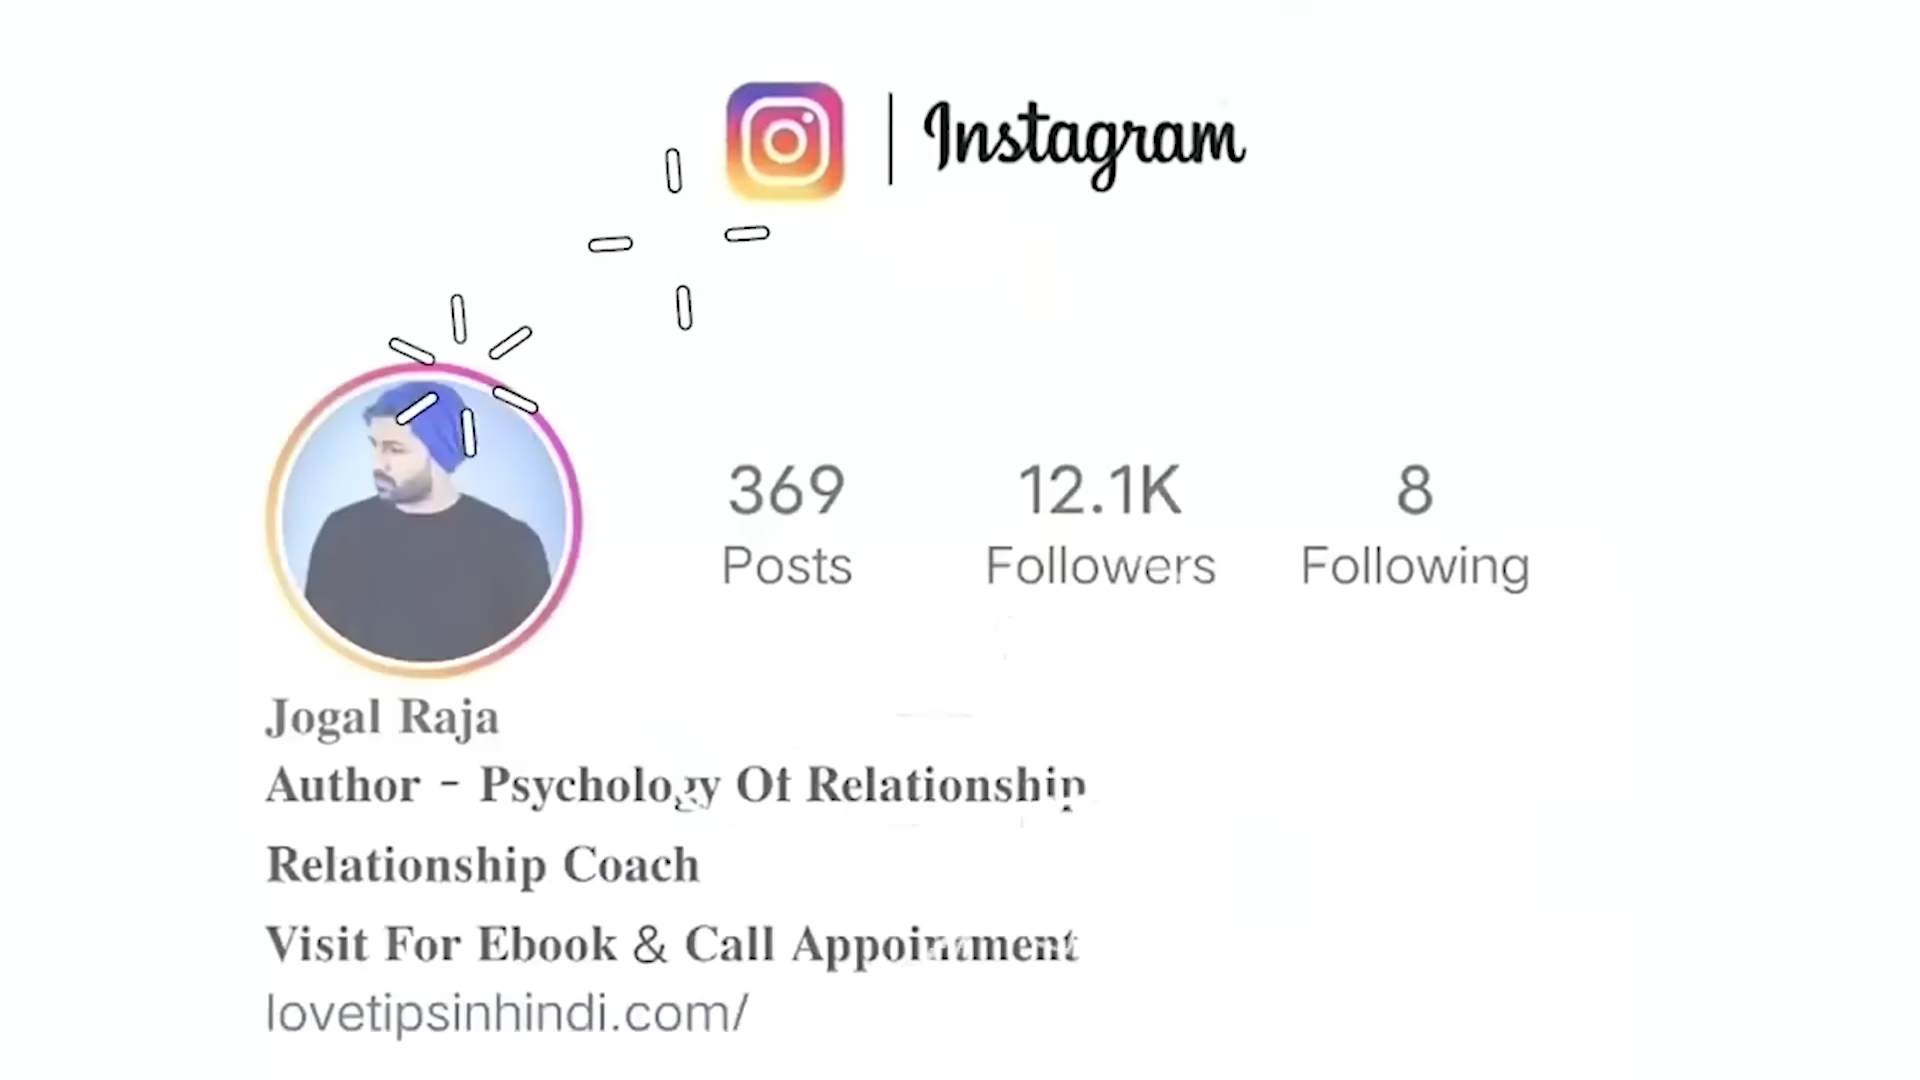 Instagram
369 12.1K 8
Posts Followers Following
Jogal Raja
Author - Psychology Of Relationship
Relationship Coach
Visit For Ebook & Call Appointment
lovetipsinhindi.com/